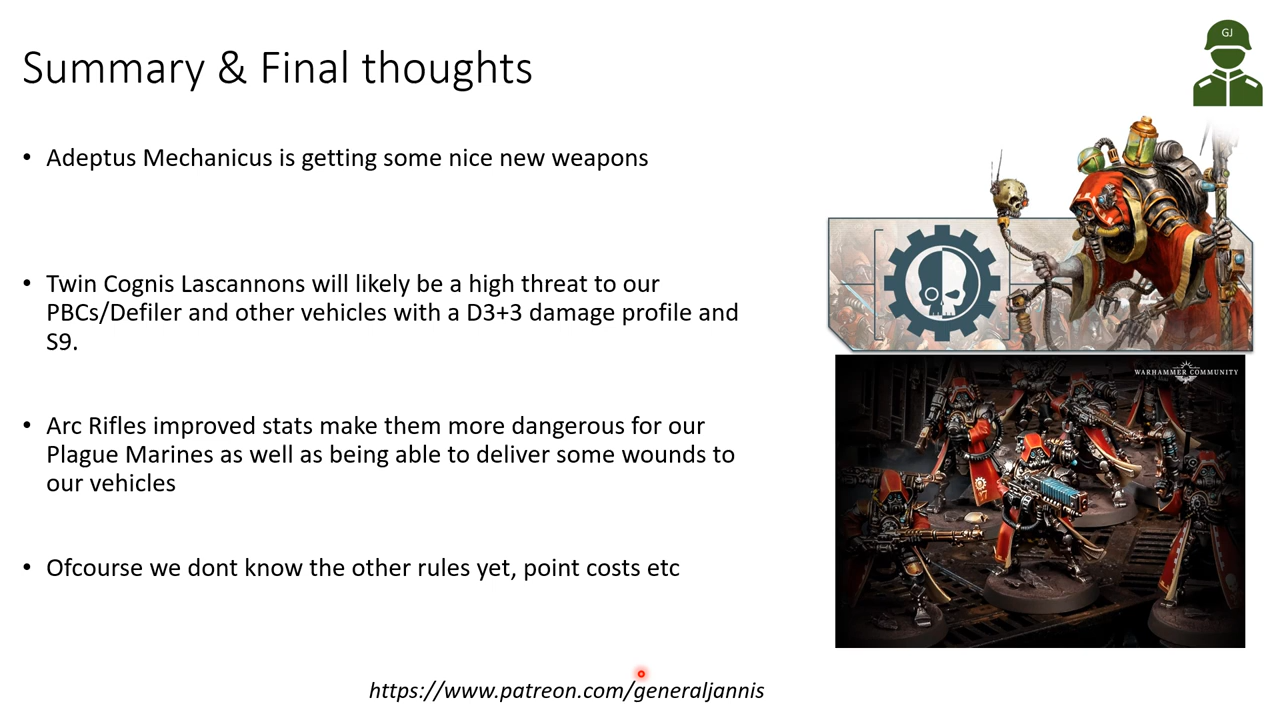 GJ
Summary & Final thoughts
• Adeptus Mechanicus is getting some nice new weapons
• Twin Cognis Lascannons will likely be a high threat to our
PBCs/Defiler and other vehicles with a D3+3 damage profile and
S9.
WARHAMMER COMMUNITY
• Arc Rifles improved stats make them more dangerous for our
Plague Marines as well as being able to deliver some wounds to
our vehicles
• Ofcourse we dont know the other rules yet, point costs etc
https://www.patreon.com/generaljannis